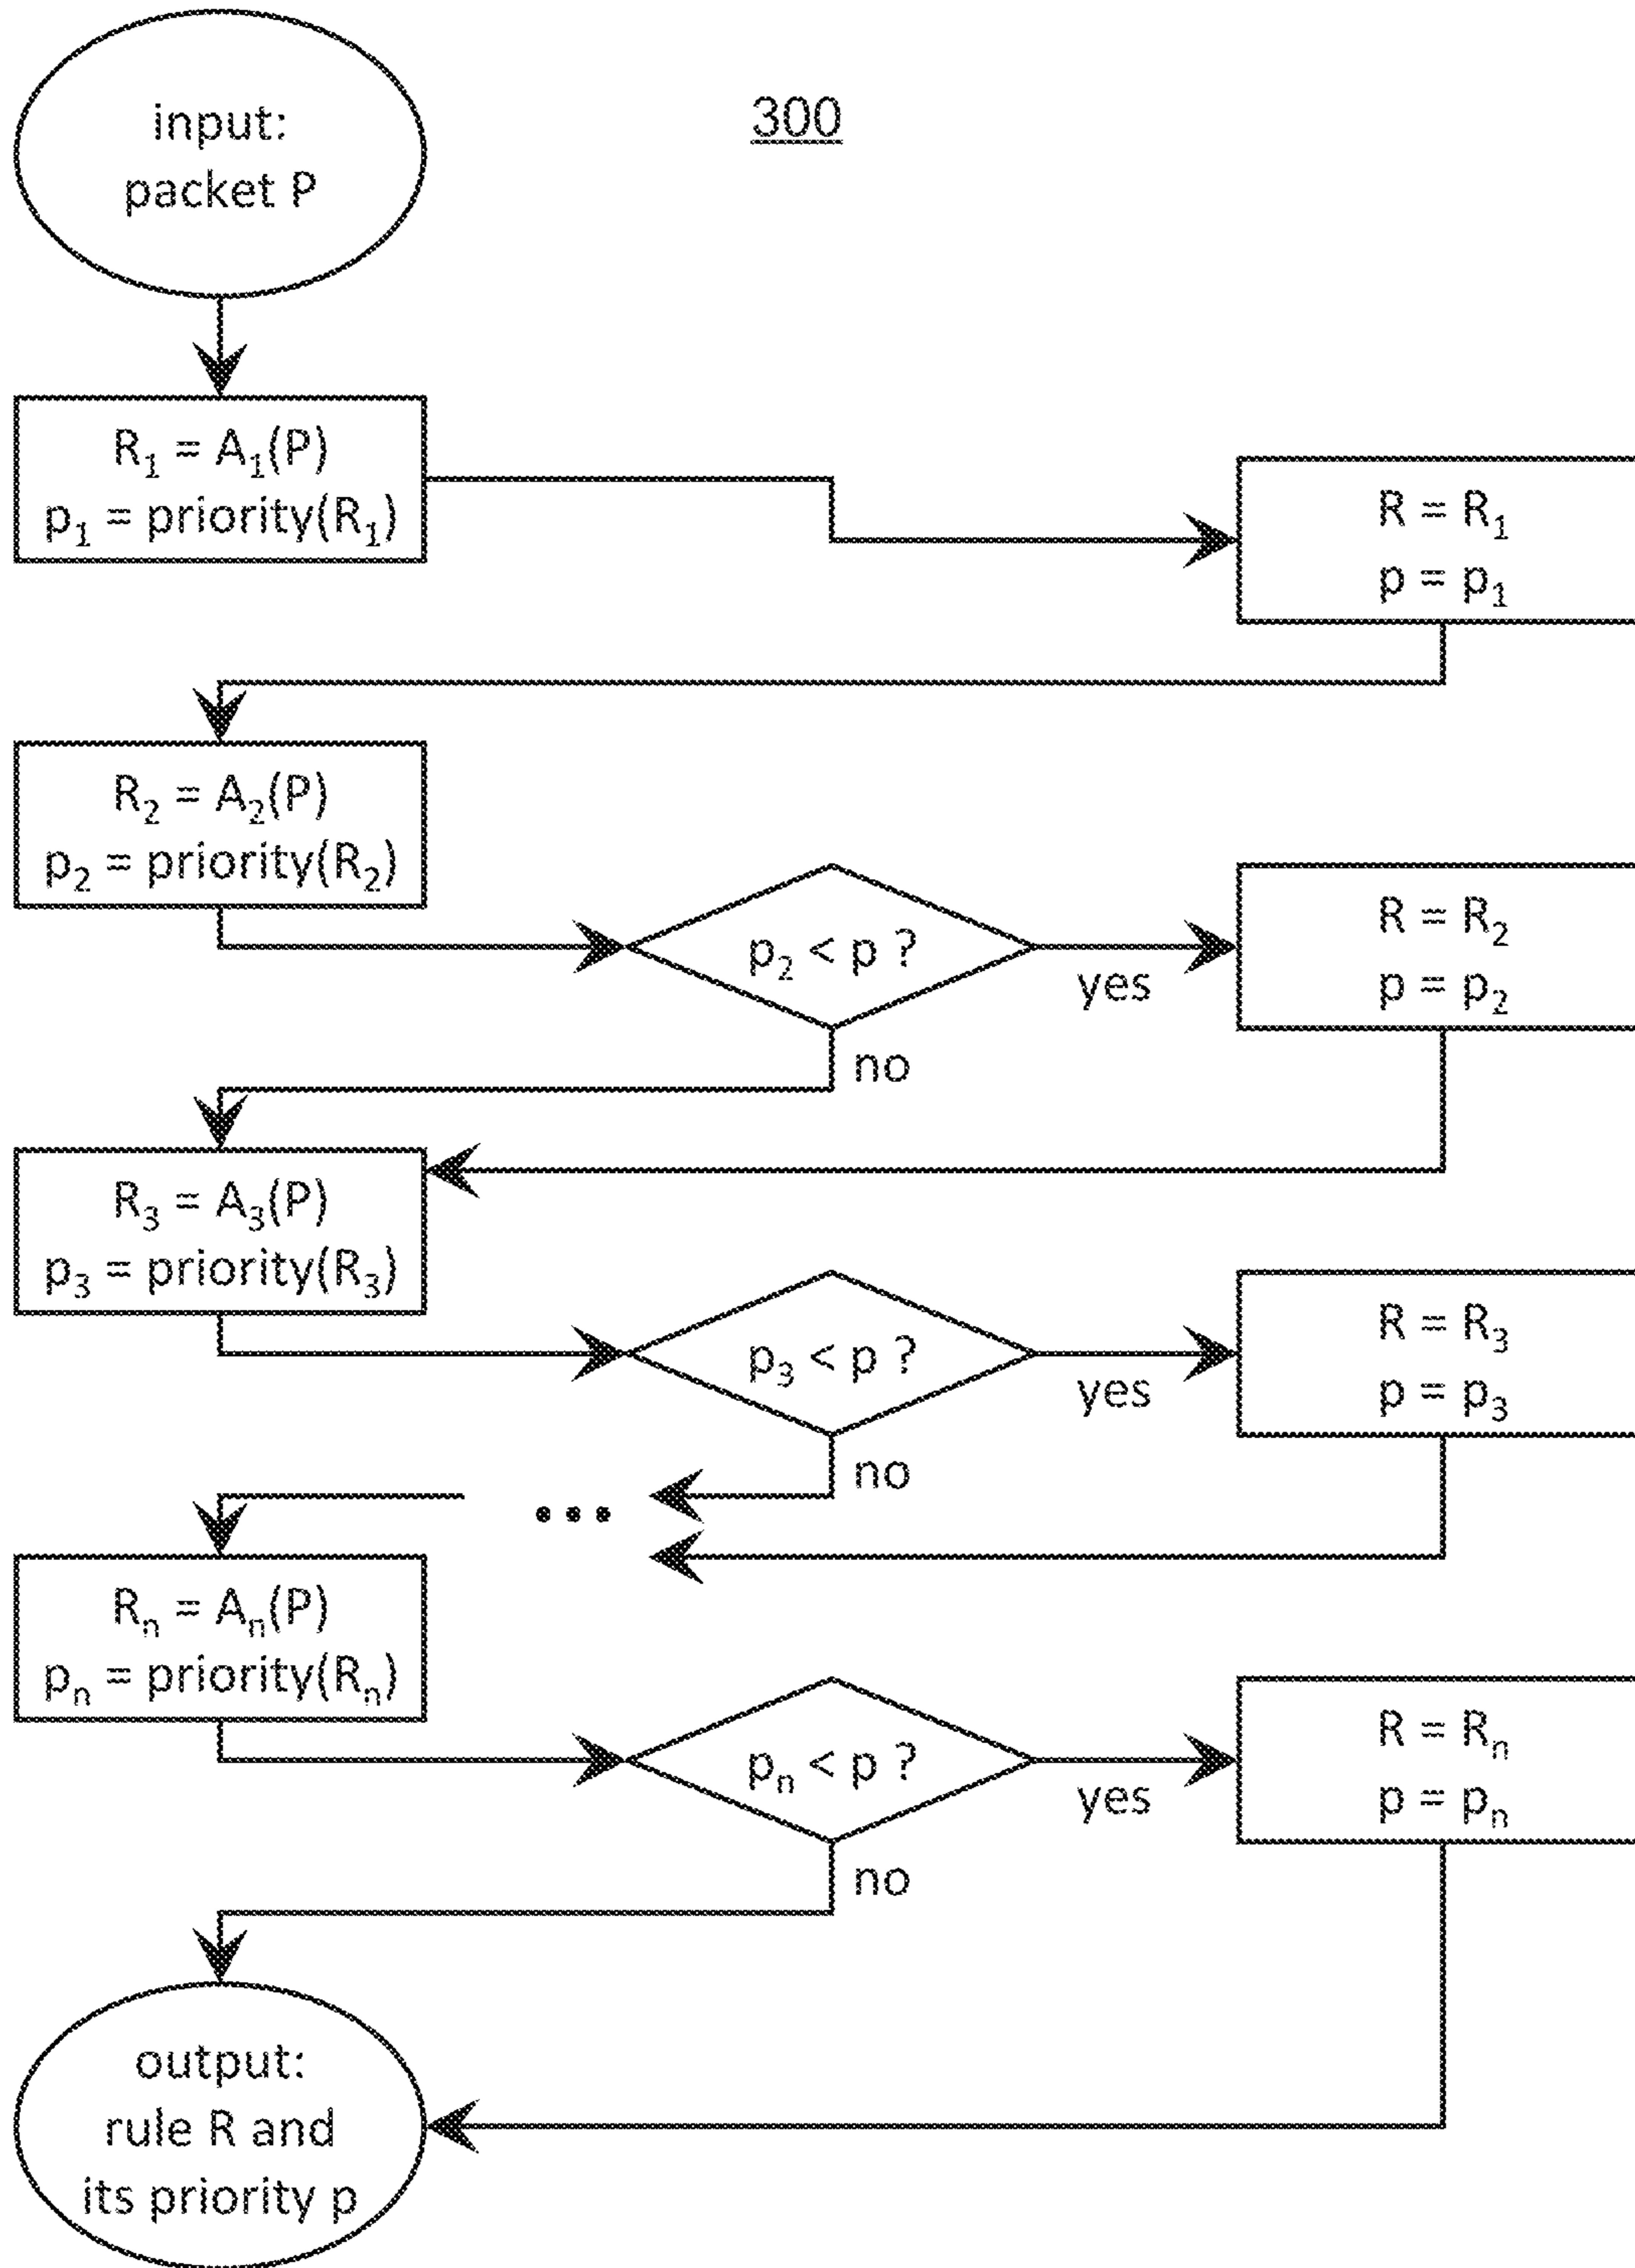 input:
packet P
300
R₁ = A₁(P)
p₁ = priority(R₁)
R = R₁
p = p₁
R₂ = A₂(P)
p₂ = priority(R₂)
p₂ < p ?
yes
no
R = R₂
p = p₂
R₃ = A₃(P)
p₃ = priority(R₃)
p₃ < p ?
yes
no
R = R₃
p = p₃
...
Rₙ = Aₙ(P)
pₙ = priority(Rₙ)
pₙ < p ?
yes
no
R = Rₙ
p = pₙ
output:
rule R and
its priority p